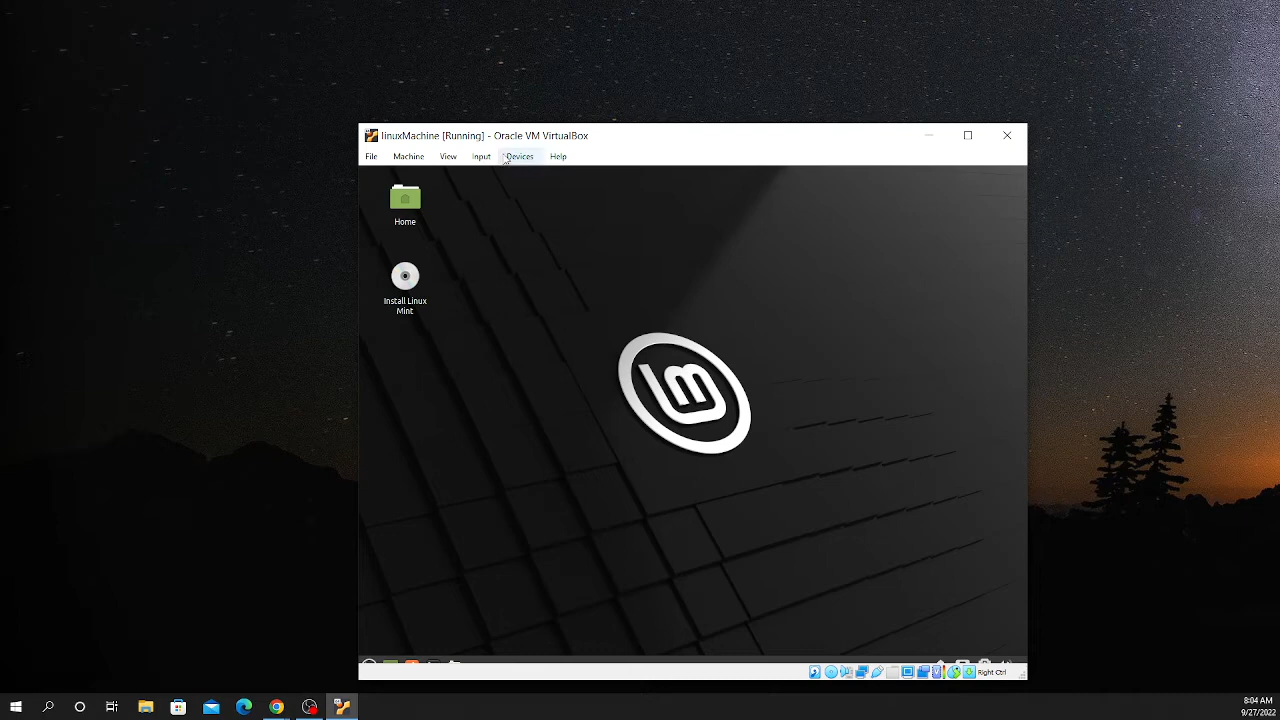 linuxMachine [Running] - Oracle VM VirtualBox
File Machine View Input Devices Help
Home
Install Linux
Mint
lm
Right Ctrl
8:04 AM
9/27/2022